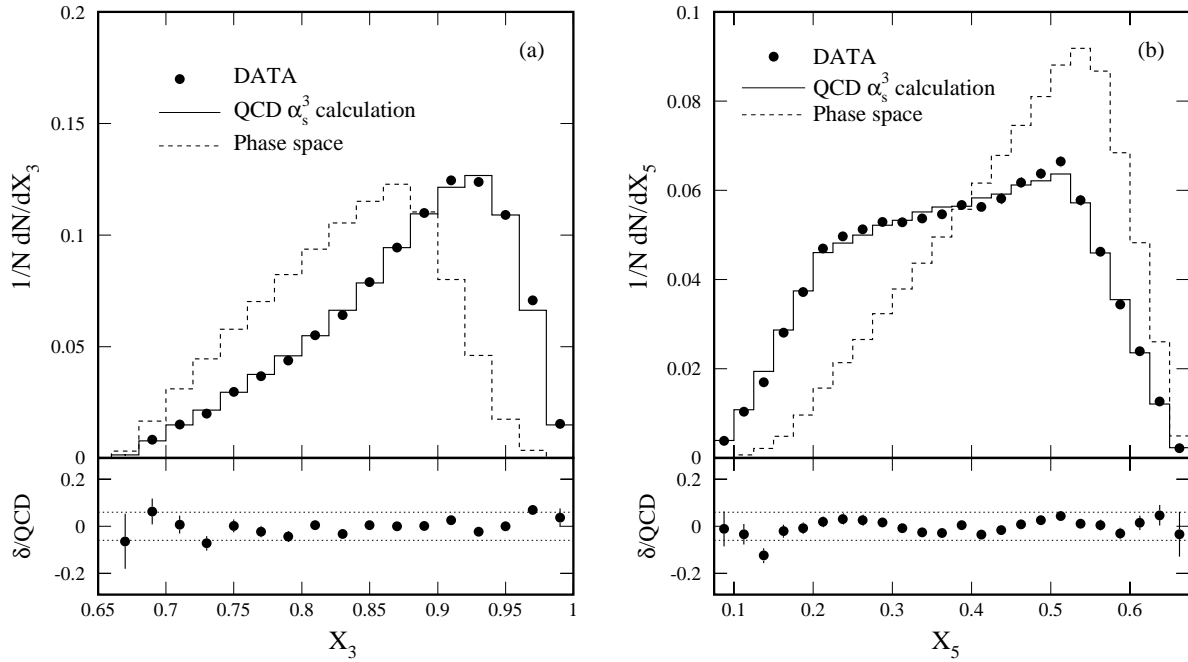 0.2
(a)
DATA
QCD α_s^3 calculation
Phase space
0.15
0.1
0.05
0
1/N dN/dX_3
0.2
0
-0.2
δ/QCD
0.65 0.7 0.75 0.8 0.85 0.9 0.95 1
X_3
0.1
(b)
DATA
QCD α_s^3 calculation
Phase space
0.08
0.06
0.04
0.02
0
1/N dN/dX_5
0.2
0
-0.2
δ/QCD
0.1 0.2 0.3 0.4 0.5 0.6
X_5